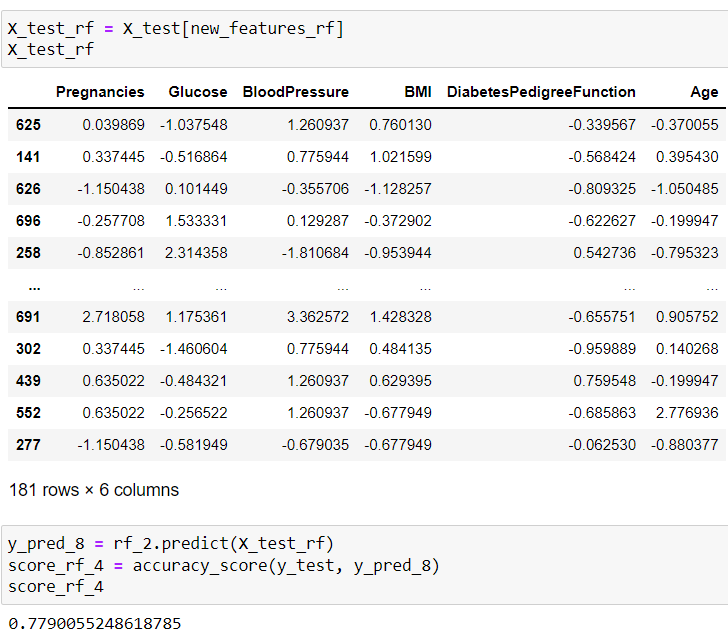 X_test_rf = X_test[new_features_rf]
X_test_rf
Pregnancies Glucose BloodPressure BMI DiabetesPedigreeFunction Age
625 0.039869 -1.037548 1.260937 0.760130 -0.339567 -0.370055
141 0.337445 -0.516864 0.775944 1.021599 -0.568424 0.395430
626 -1.150438 0.101449 -0.355706 -1.128257 -0.809325 -1.050485
696 -0.257708 1.533331 0.129287 -0.372902 -0.622627 -0.199947
258 -0.852861 2.314358 -1.810684 -0.953944 0.542736 -0.795323
... ... ... ... ... ... ...
691 2.718058 1.175361 3.362572 1.428328 -0.655751 0.905752
302 0.337445 -1.460604 0.775944 0.484135 -0.959889 0.140268
439 0.635022 -0.484321 1.260937 0.629395 0.759548 -0.199947
552 0.635022 -0.256522 1.260937 -0.677949 -0.685863 2.776936
277 -1.150438 -0.581949 -0.679035 -0.677949 -0.062530 -0.880377
181 rows × 6 columns
y_pred_8 = rf_2.predict(X_test_rf)
score_rf_4 = accuracy_score(y_test, y_pred_8)
score_rf_4
0.7790055248618785